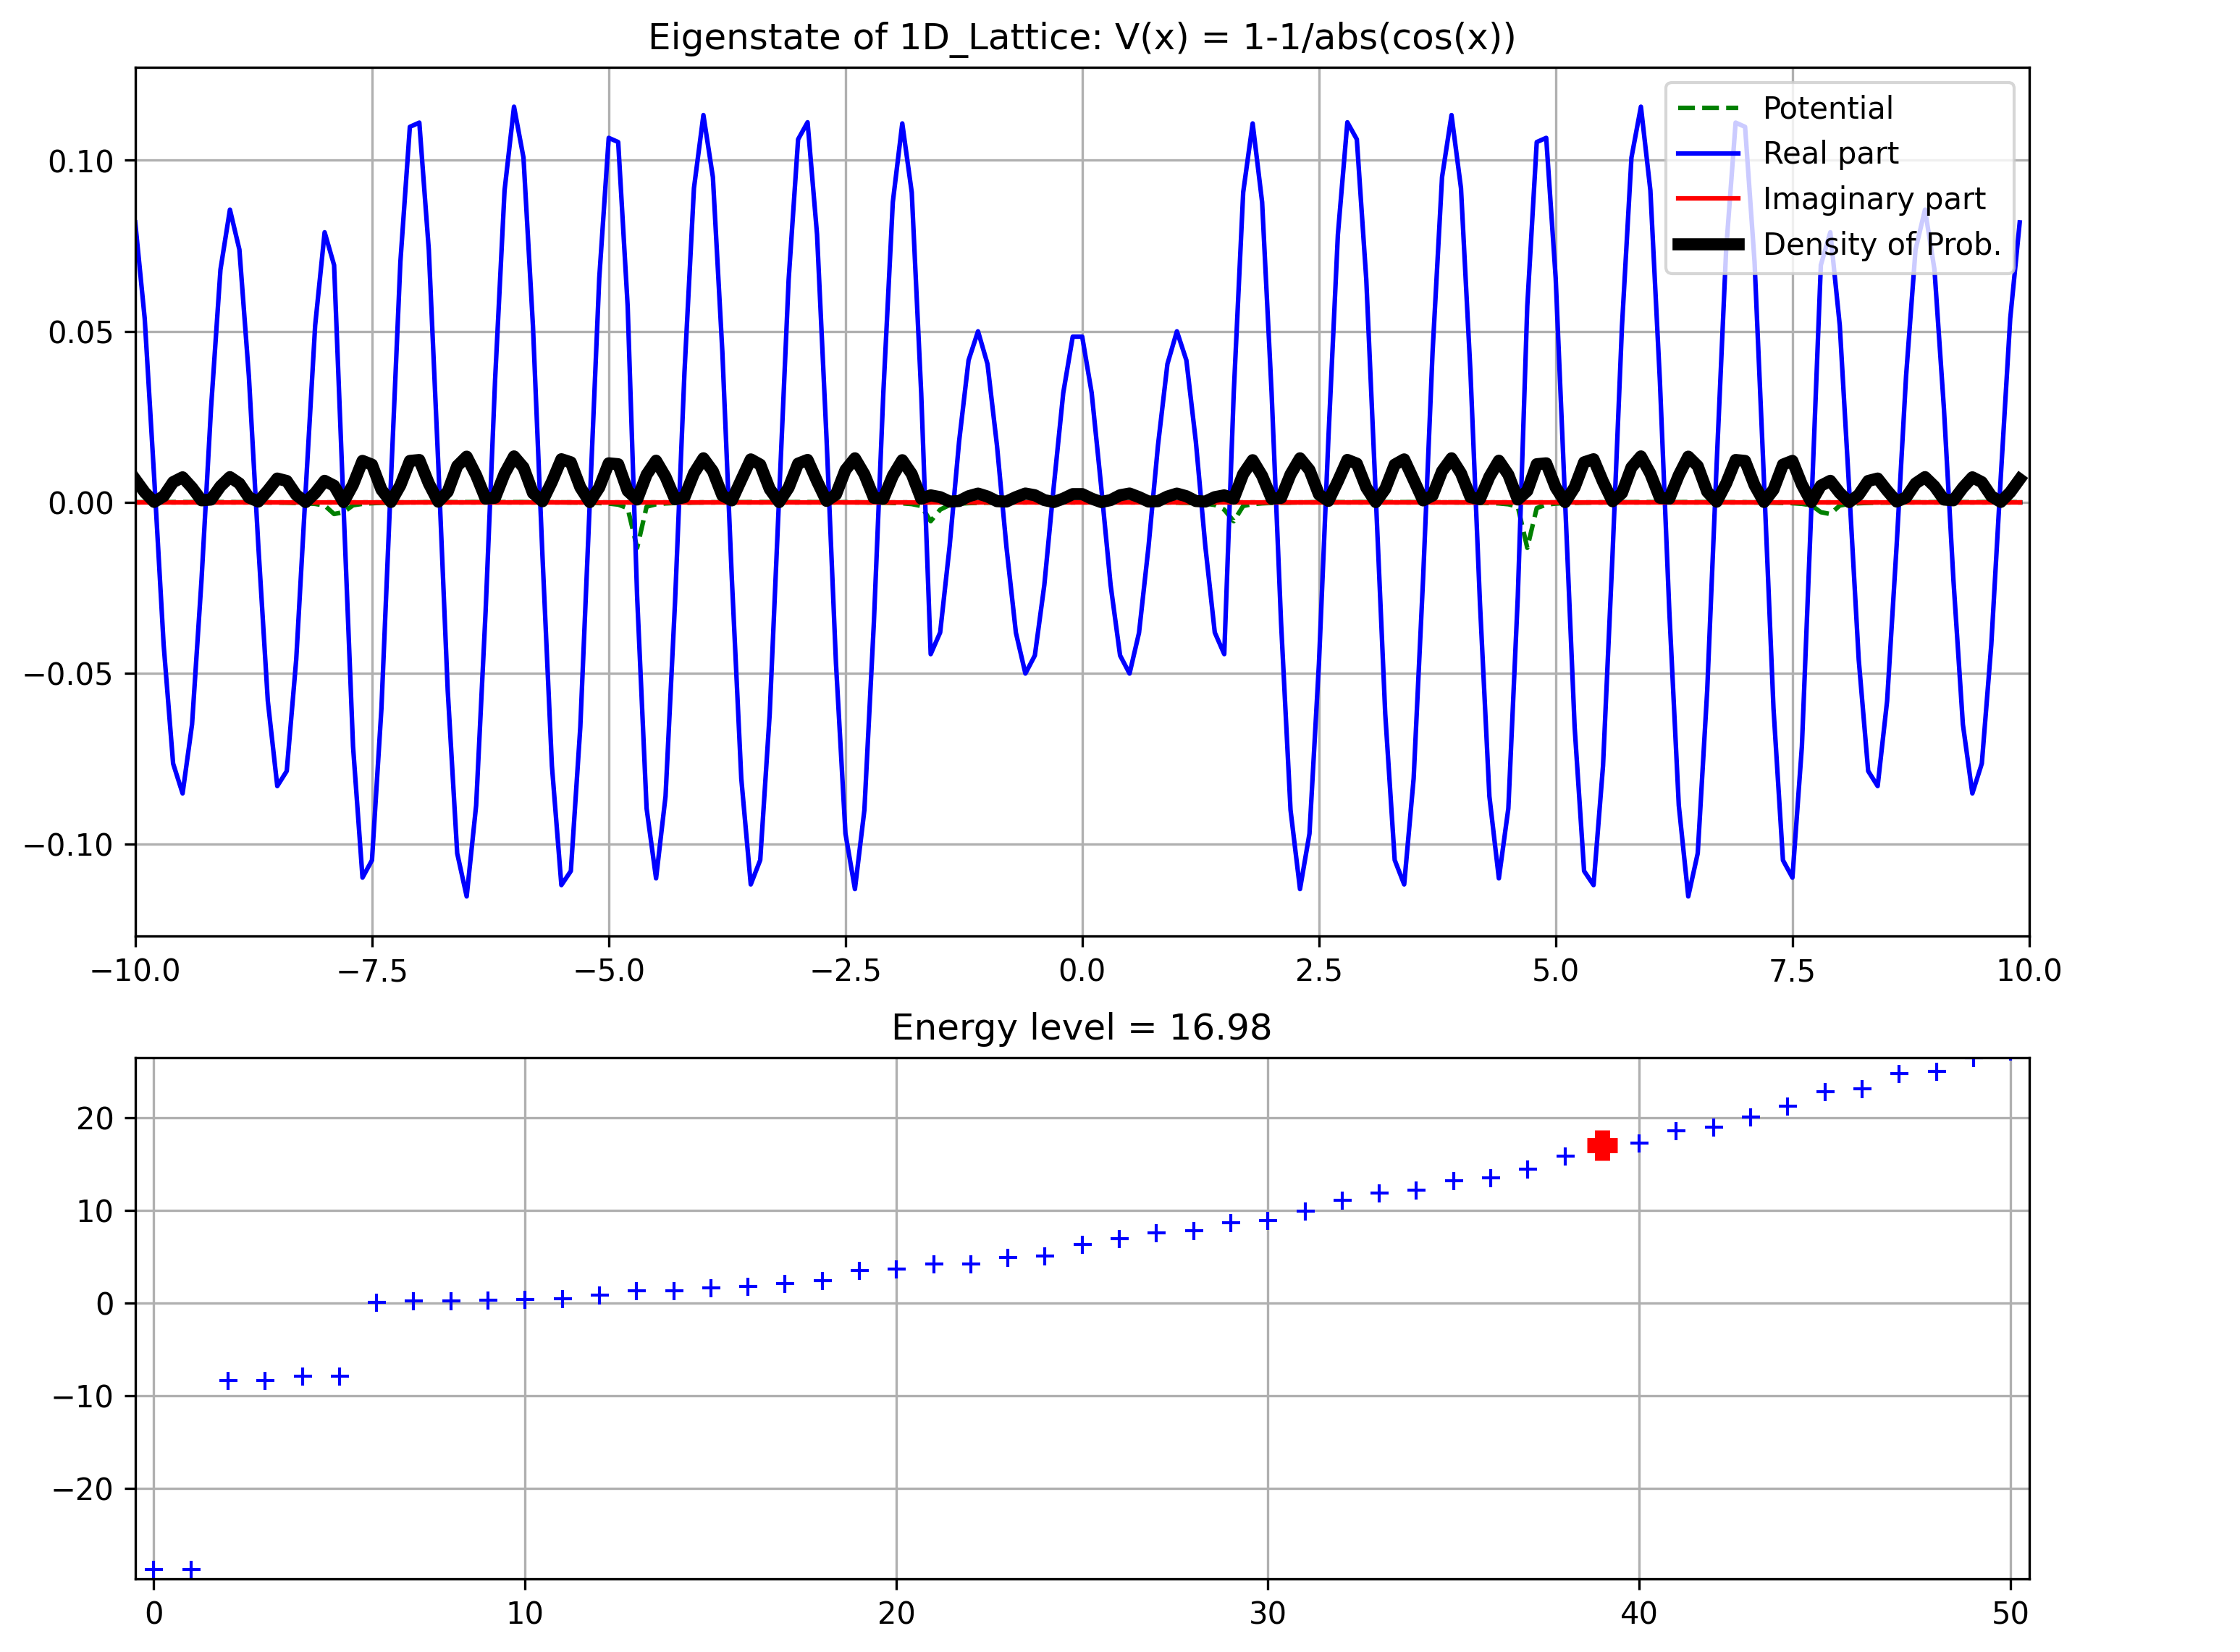 Eigenstate of 1D_Lattice: V(x) = 1-1/abs(cos(x))
Potential
Real part
Imaginary part
Density of Prob.
0.10
0.05
0.00
−0.05
−0.10
−10.0 −7.5 −5.0 −2.5 0.0 2.5 5.0 7.5 10.0
Energy level = 16.98
20
10
0
−10
−20
0 10 20 30 40 50